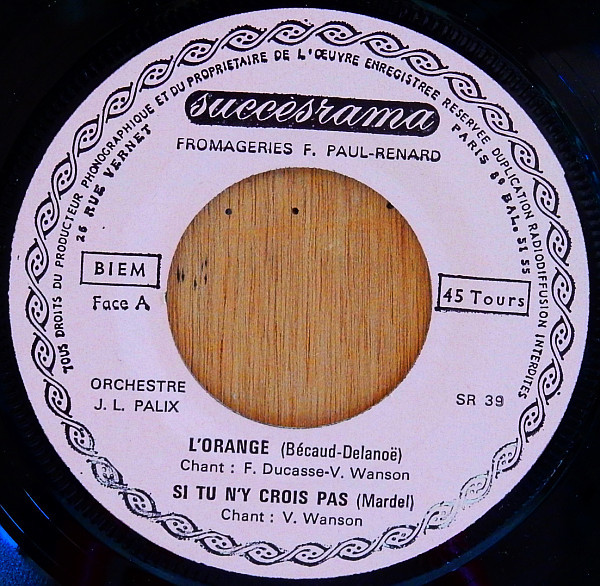 TOUS DROITS DU PRODUCTEUR PHONOGRAPHIQUE ET DU PROPRIETAIRE DE L'ŒUVRE ENREGISTREE RESERVES DUPLICATION RADIODIFFUSION INTERDITES
succèsrama
FROMAGERIES F. PAUL-RENARD
26 RUE VERNET
PARIS 8e BAL. 51 55
BIEM
Face A
45 Tours
ORCHESTRE
J. L. PALIX
SR 39
L'ORANGE (Bécaud-Delanoë)
Chant : F. Ducasse-V. Wanson
SI TU N'Y CROIS PAS (Mardel)
Chant : V. Wanson